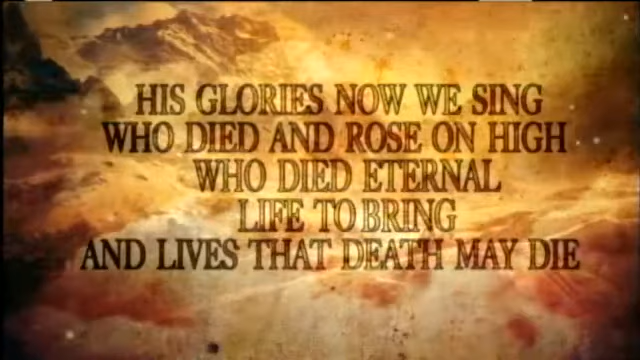 HIS GLORIES NOW WE SING
WHO DIED AND ROSE ON HIGH
WHO DIED ETERNAL
LIFE TO BRING
AND LIVES THAT DEATH MAY DIE